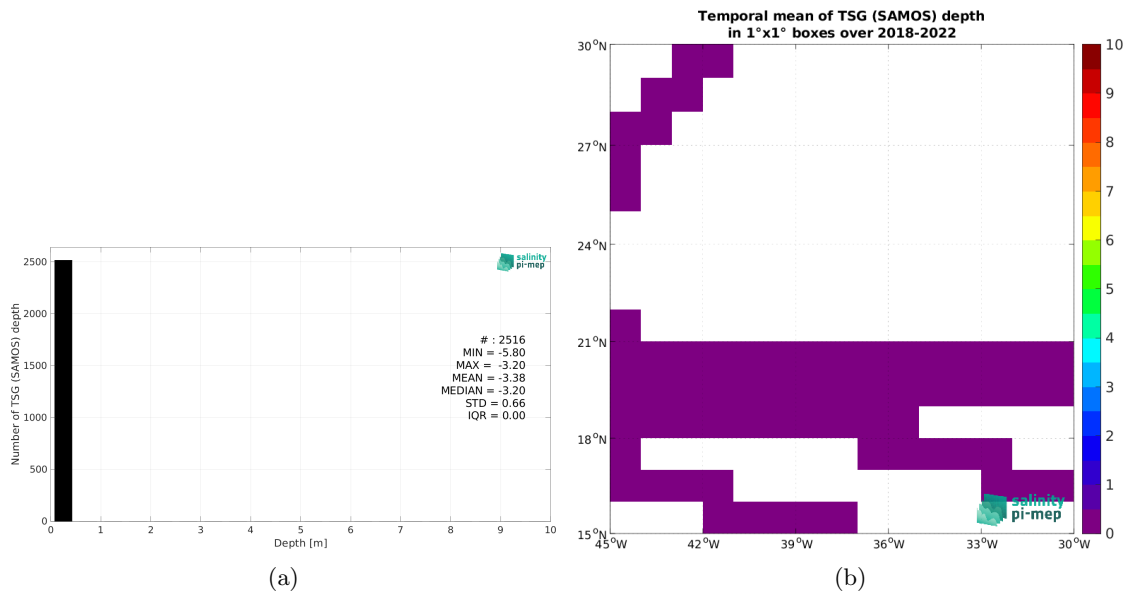 salinity
pi-mep
2500
2000
1500
1000
500
0
Number of TSG (SAMOS) depth
# : 2516
MIN = -5.80
MAX = -3.20
MEAN = -3.38
MEDIAN = -3.20
STD = 0.66
IQR = 0.00
0 1 2 3 4 5 6 7 8 9 10
Depth [m]
(a)
Temporal mean of TSG (SAMOS) depth
in 1°x1° boxes over 2018-2022
30°N
27°N
24°N
21°N
18°N
15°N
45°W 42°W 39°W 36°W 33°W 30°W
salinity
pi-mep
10
9
8
7
6
5
4
3
2
1
0
(b)